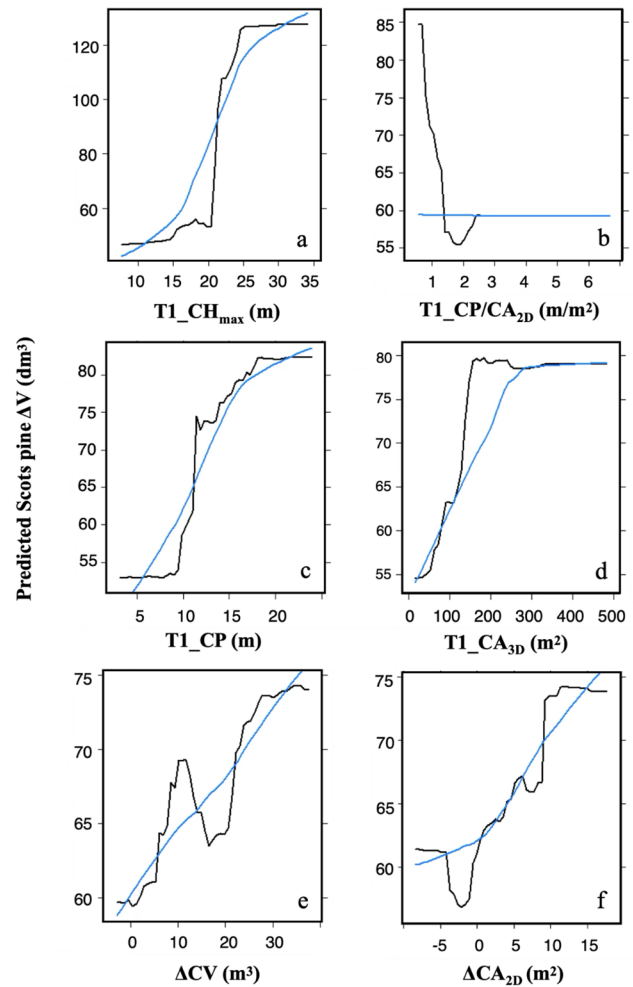 Predicted Scots pine ΔV (dm³)
120
100
80
60
a
10 15 20 25 30 35
T1_CHmax (m)
85
80
75
70
65
60
55
b
1 2 3 4 5 6
T1_CP/CA2D (m/m²)
80
75
70
65
60
55
c
5 10 15 20
T1_CP (m)
80
75
70
65
60
55
d
0 100 200 300 400 500
T1_CA3D (m²)
75
70
65
60
e
0 10 20 30
ΔCV (m³)
75
70
65
60
f
-5 0 5 10 15
ΔCA2D (m²)